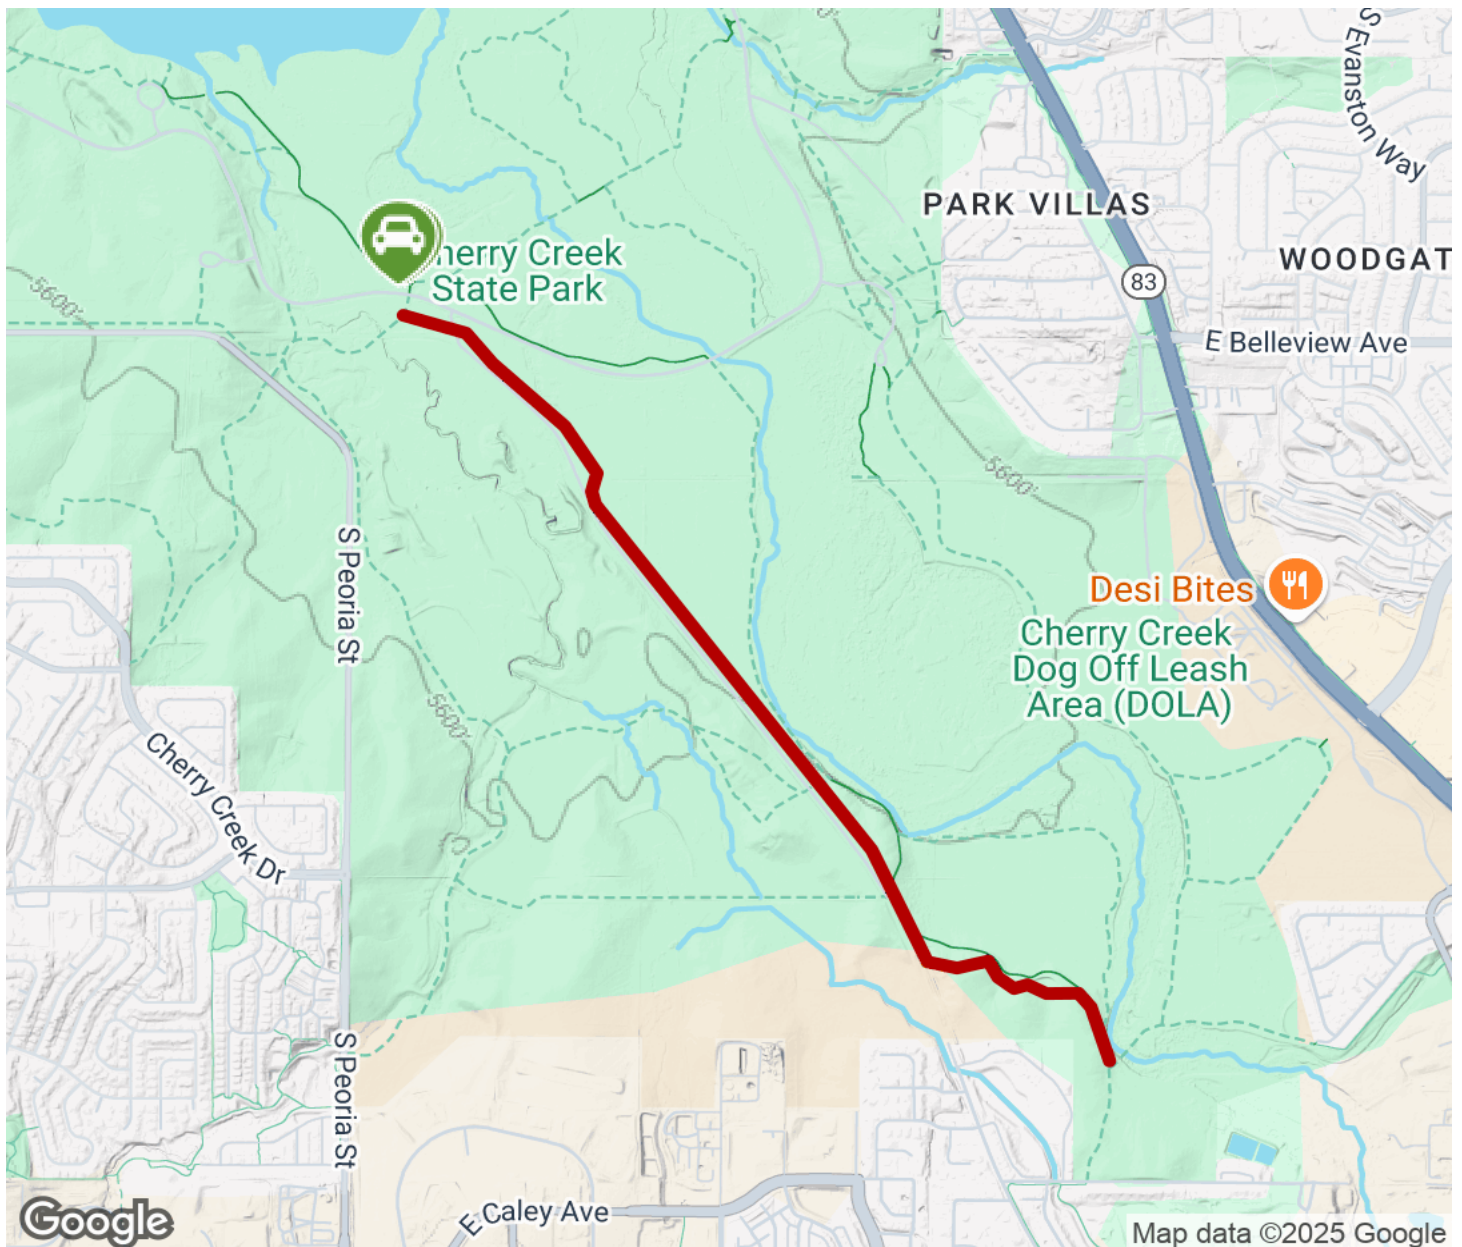 S Evanston Way
PARK VILLAS
WOODGAT
herry Creek
State Park
83
5600'
E Belleview Ave
5600'
S Peoria St
Desi Bites
Cherry Creek
Dog Off Leash
Area (DOLA)
5600'
Cherry Creek Dr
S Peoria St
E Caley Ave
Google
Map data ©2025 Google